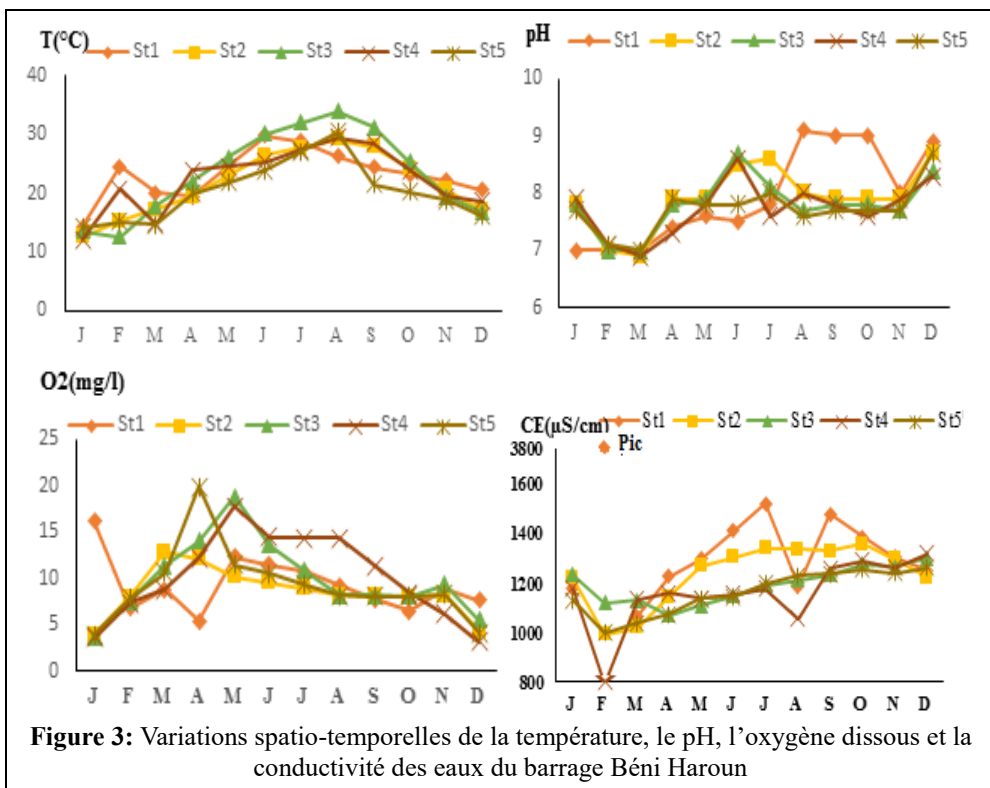 T(°C)
St1 St2 St3 St4 St5
40
30
20
10
0
J F M A M J J A S O N D
pH
St1 St2 St3 St4 St5
10
9
8
7
6
J F M A M J J A S O N D
O2(mg/l)
St1 St2 St3 St4 St5
25
20
15
10
5
0
J F M A M J J A S O N D
CE(µS/cm)
St1 St2 St3 St4 St5
Pic
3800
1600
1400
1200
1000
800
J F M A M J J A S O N D
Figure 3: Variations spatio-temporelles de la température, le pH, l’oxygène dissous et la
conductivité des eaux du barrage Béni Haroun